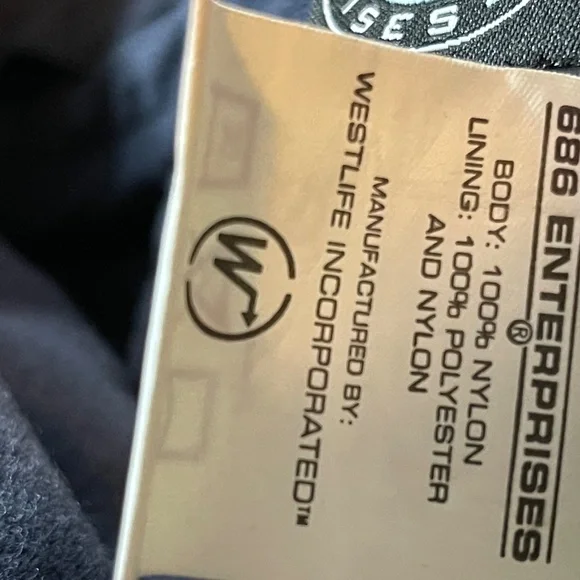 ISES
686 ENTERPRISES®
BODY: 100% NYLON
LINING: 100% POLYESTER
AND NYLON
MANUFACTURED BY:
WESTLIFE INCORPORATED™
W